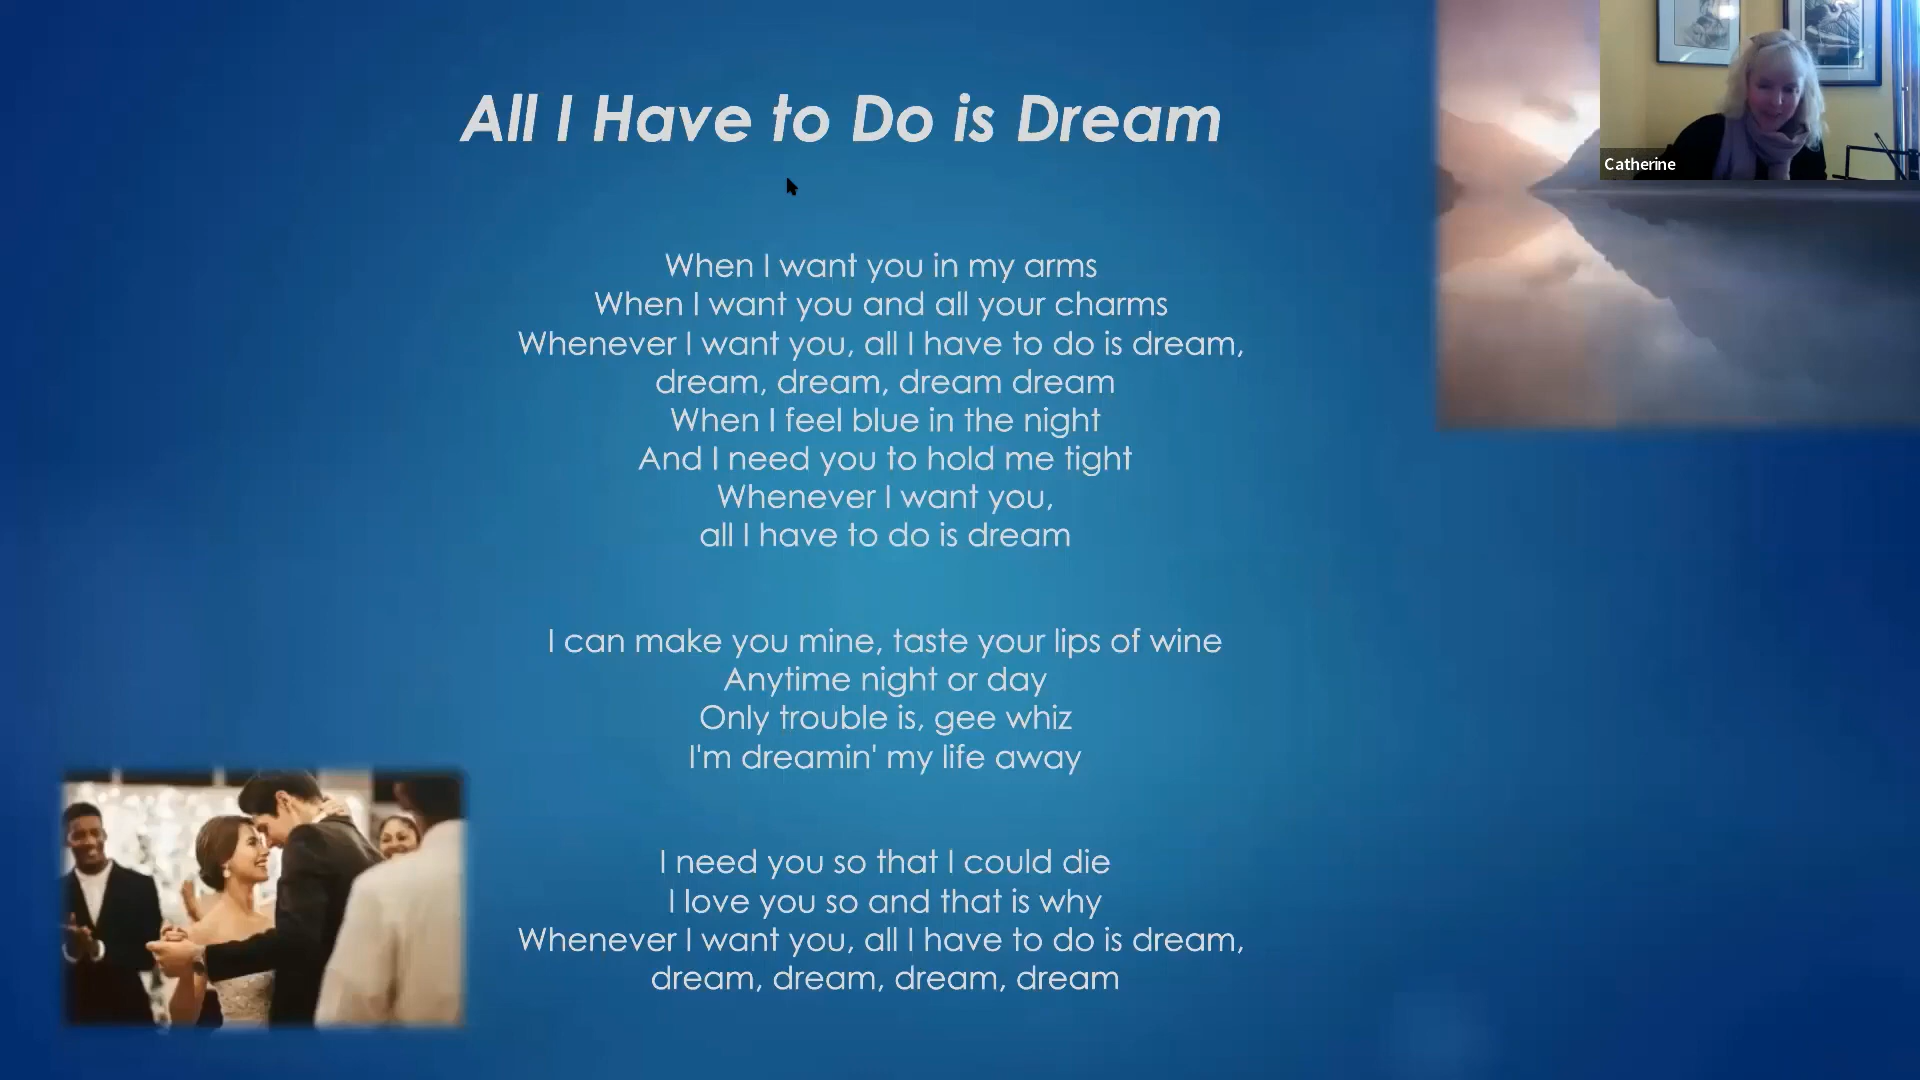 All I Have to Do is Dream
Catherine
When I want you in my arms
When I want you and all your charms
Whenever I want you, all I have to do is dream,
dream, dream, dream dream
When I feel blue in the night
And I need you to hold me tight
Whenever I want you,
all I have to do is dream
I can make you mine, taste your lips of wine
Anytime night or day
Only trouble is, gee whiz
I'm dreamin' my life away
I need you so that I could die
I love you so and that is why
Whenever I want you, all I have to do is dream,
dream, dream, dream, dream